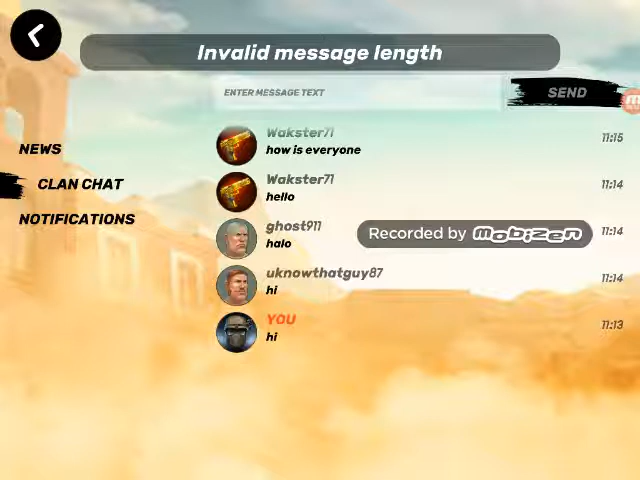 Invalid message length
ENTER MESSAGE TEXT
SEND
NEWS
CLAN CHAT
NOTIFICATIONS
Wakster71
11:15
how is everyone
Wakster71
11:14
hello
ghost911
11:14
halo
Recorded by mobizen
uknowthatguy87
11:14
hi
YOU
11:13
hi